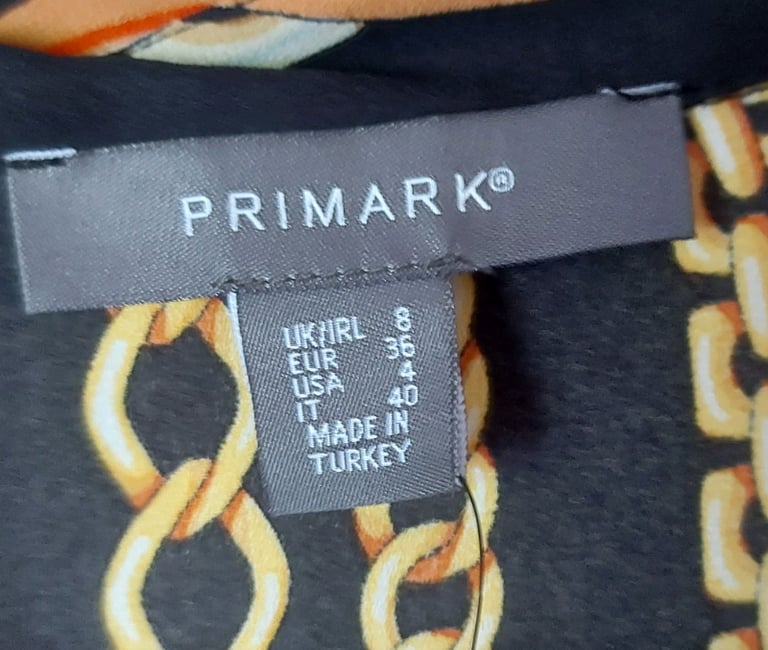 PRIMARK®
UK/IRL 8
EUR 36
USA 4
IT 40
MADE IN
TURKEY